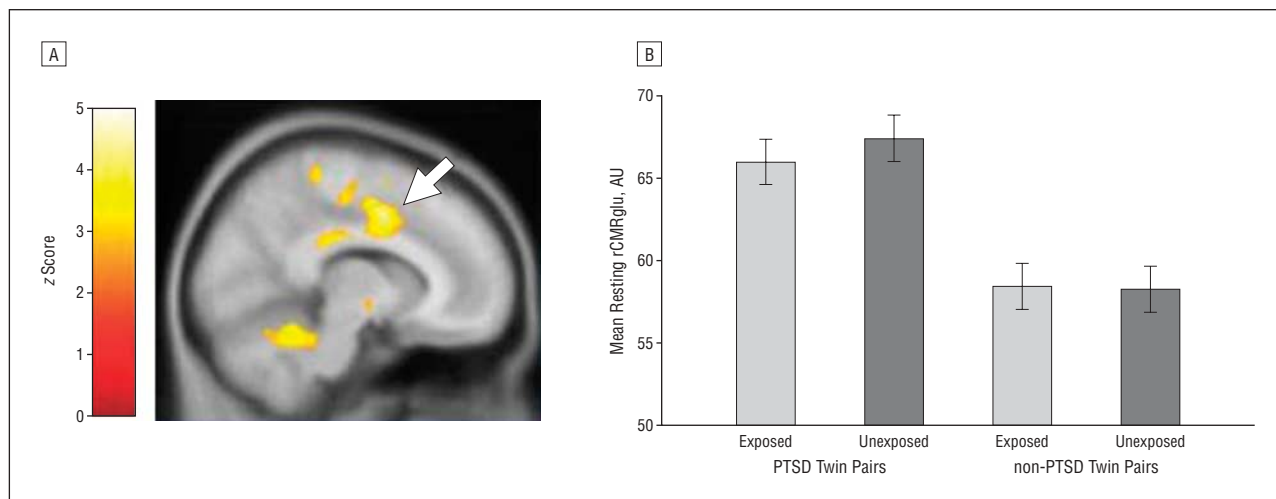 A
5
4
3
2
1
0
z Score
B
70
65
60
55
50
Mean Resting rCMRglu, AU
Exposed Unexposed Exposed Unexposed
PTSD Twin Pairs non-PTSD Twin Pairs